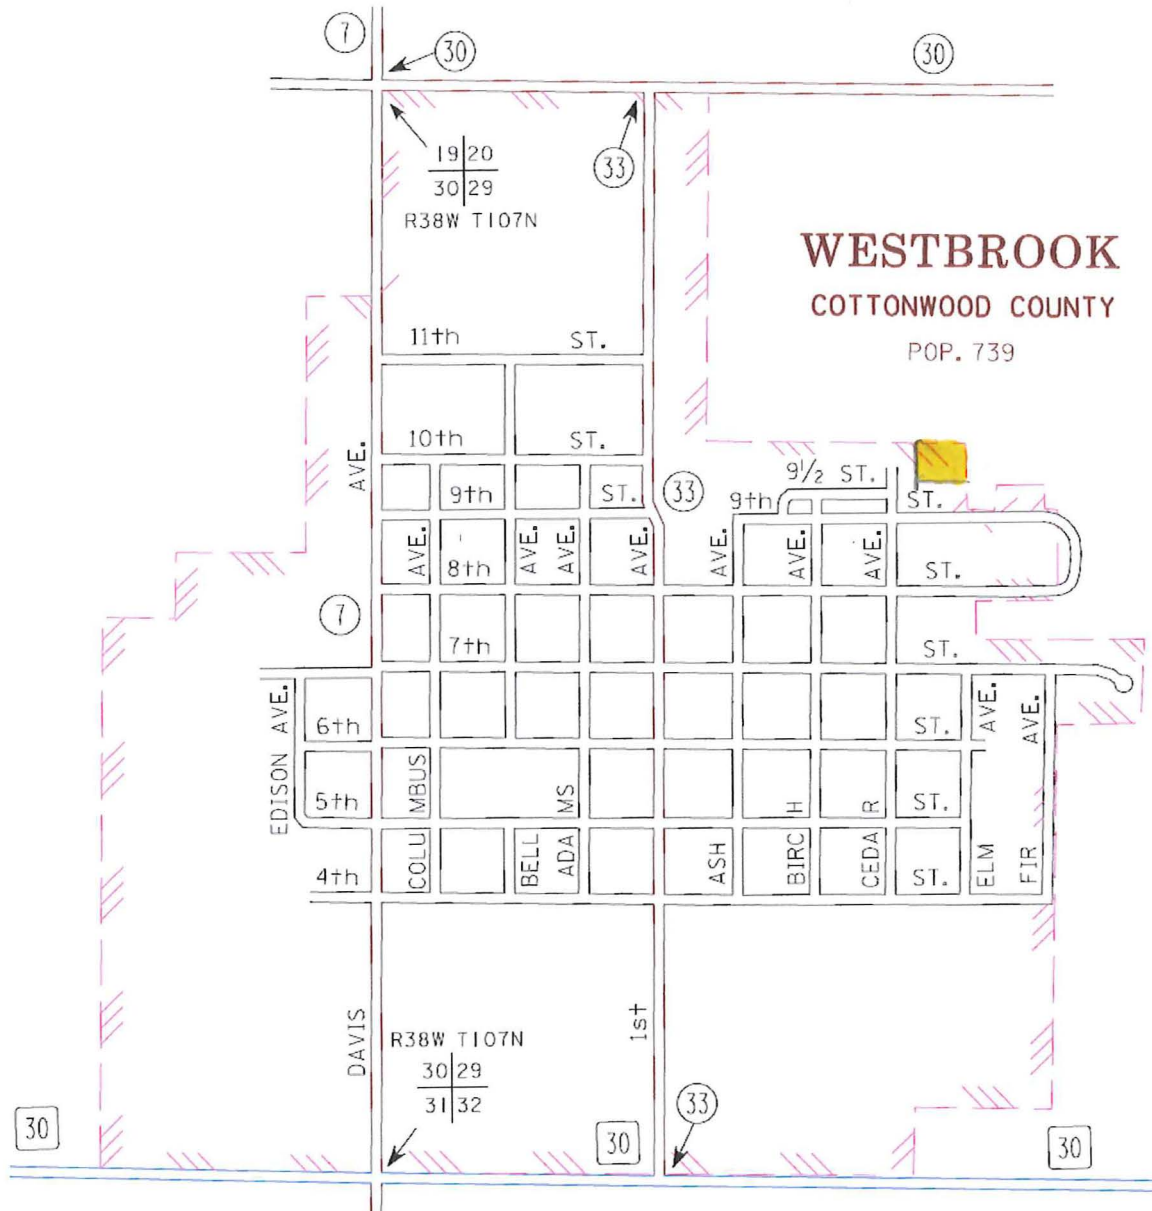 7
30
30
19 20
30 29
R38W T107N
33
WESTBROOK
COTTONWOOD COUNTY
POP. 739
11th ST.
10th ST.
AVE.
9th ST.
33
9th
9½ ST.
ST.
AVE.
AVE.
AVE.
AVE.
AVE.
AVE.
AVE.
8th ST.
7
7th ST.
EDISON AVE.
6th ST.
AVE.
AVE.
5th ST.
4th ST.
COLUMBUS
BELL
ADAMS
ASH
BIRCH
CEDAR
ELM
FIR
DAVIS
1st
R38W T107N
30 29
31 32
33
30
30
30